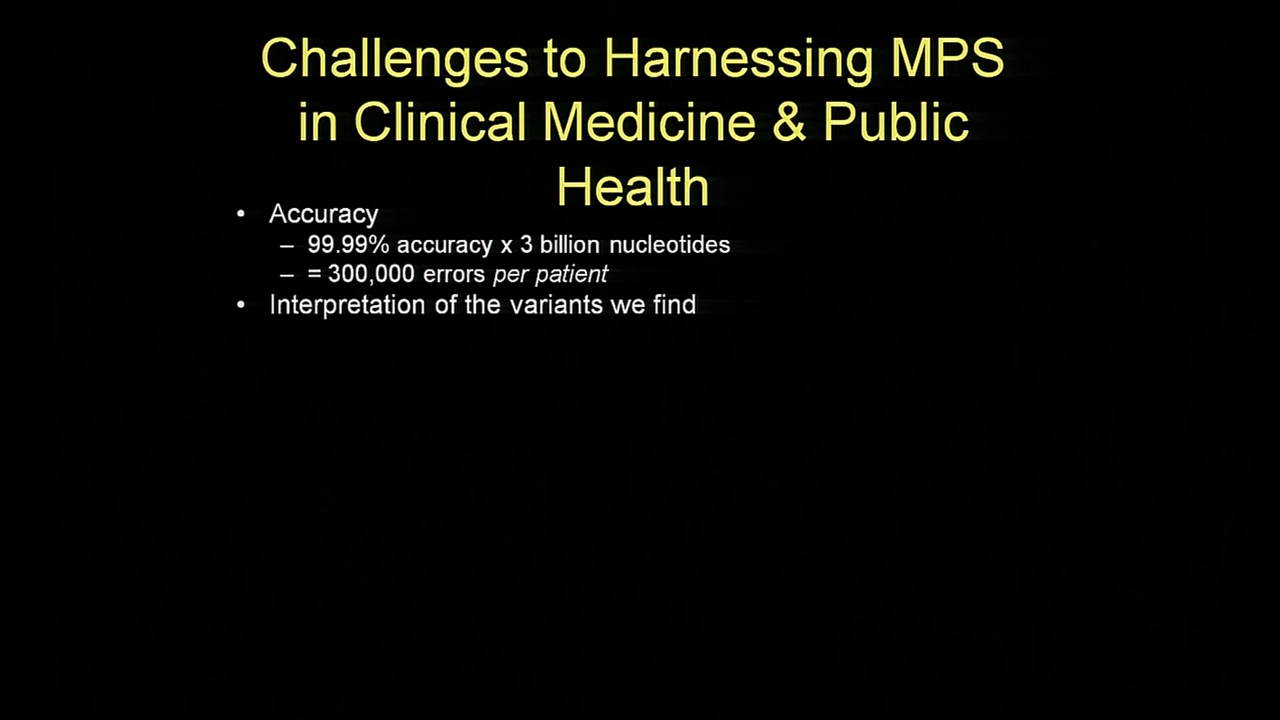 Challenges to Harnessing MPS
in Clinical Medicine & Public
Health
• Accuracy
– 99.99% accuracy x 3 billion nucleotides
– = 300,000 errors per patient
• Interpretation of the variants we find